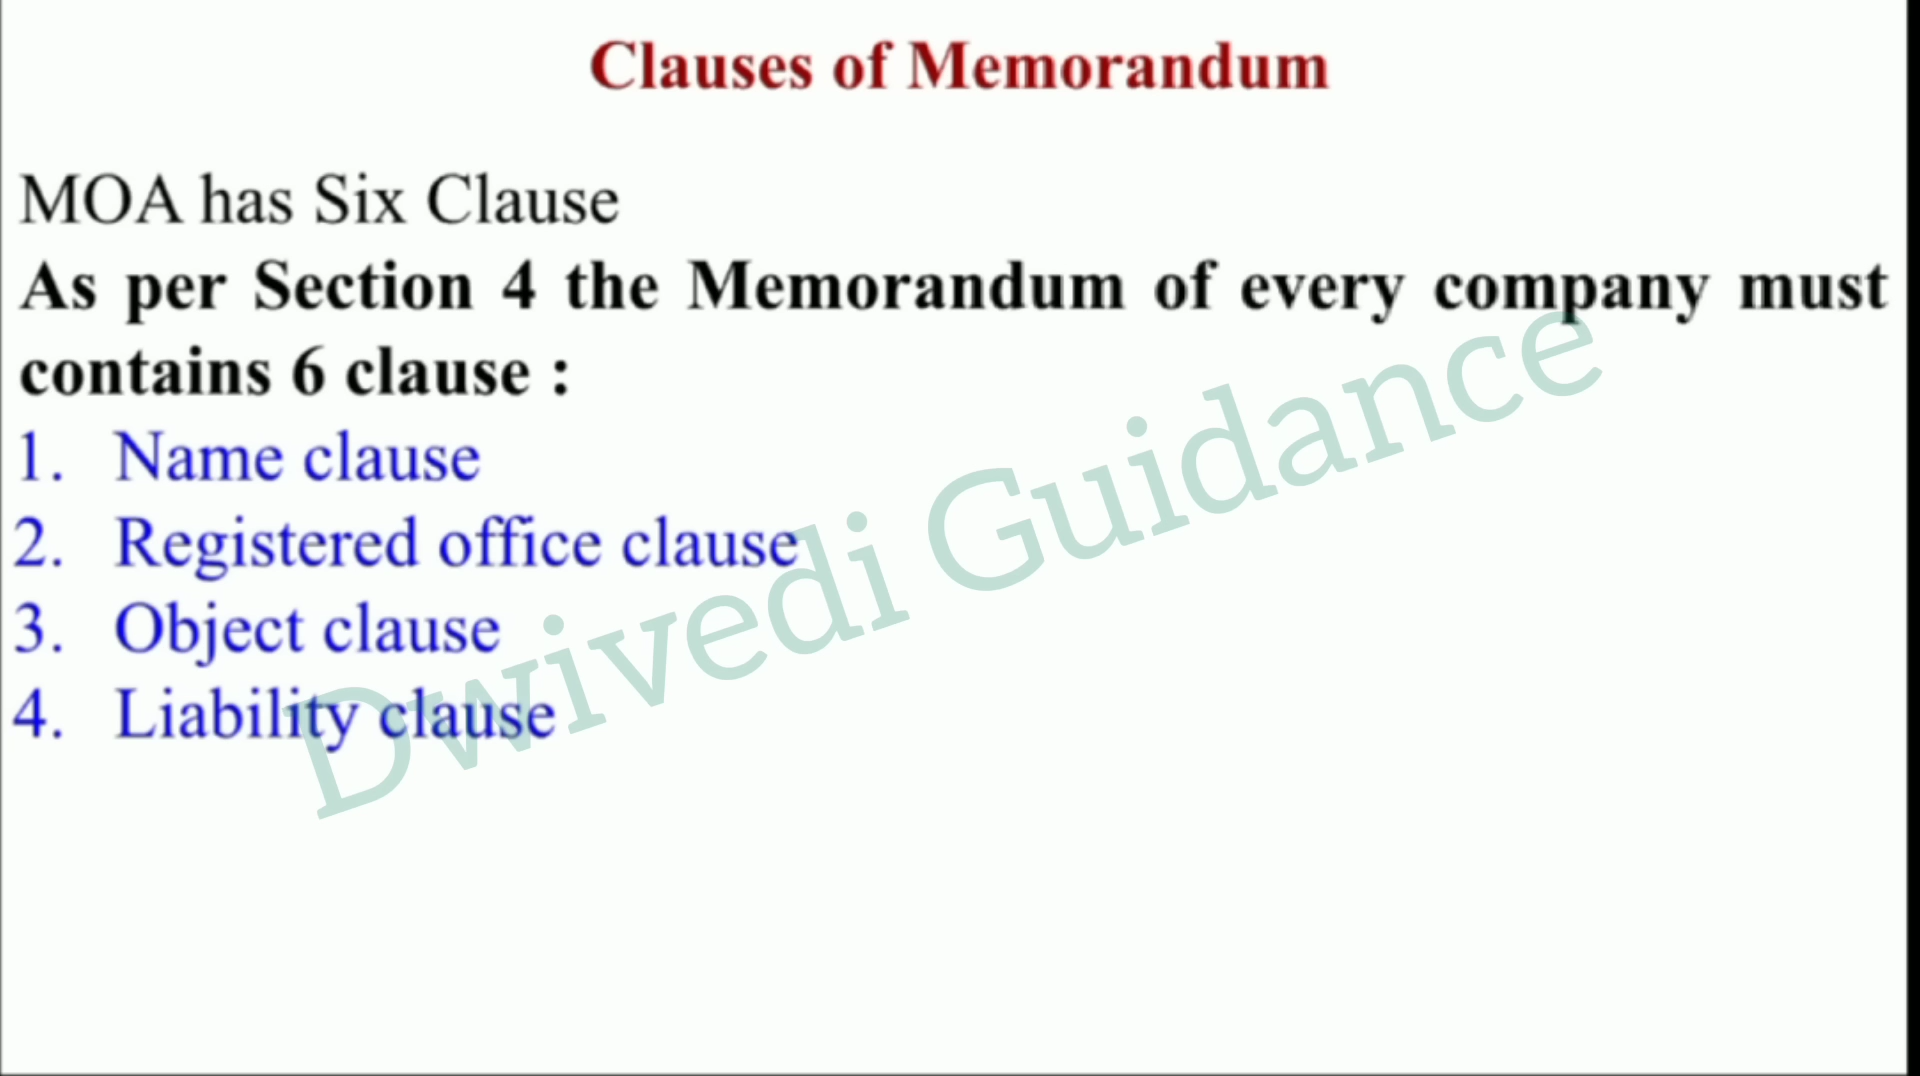 Clauses of Memorandum
MOA has Six Clause
As per Section 4 the Memorandum of every company must
contains 6 clause :
1. Name clause
2. Registered office clause
3. Object clause
4. Liability clause
Dwivedi Guidance